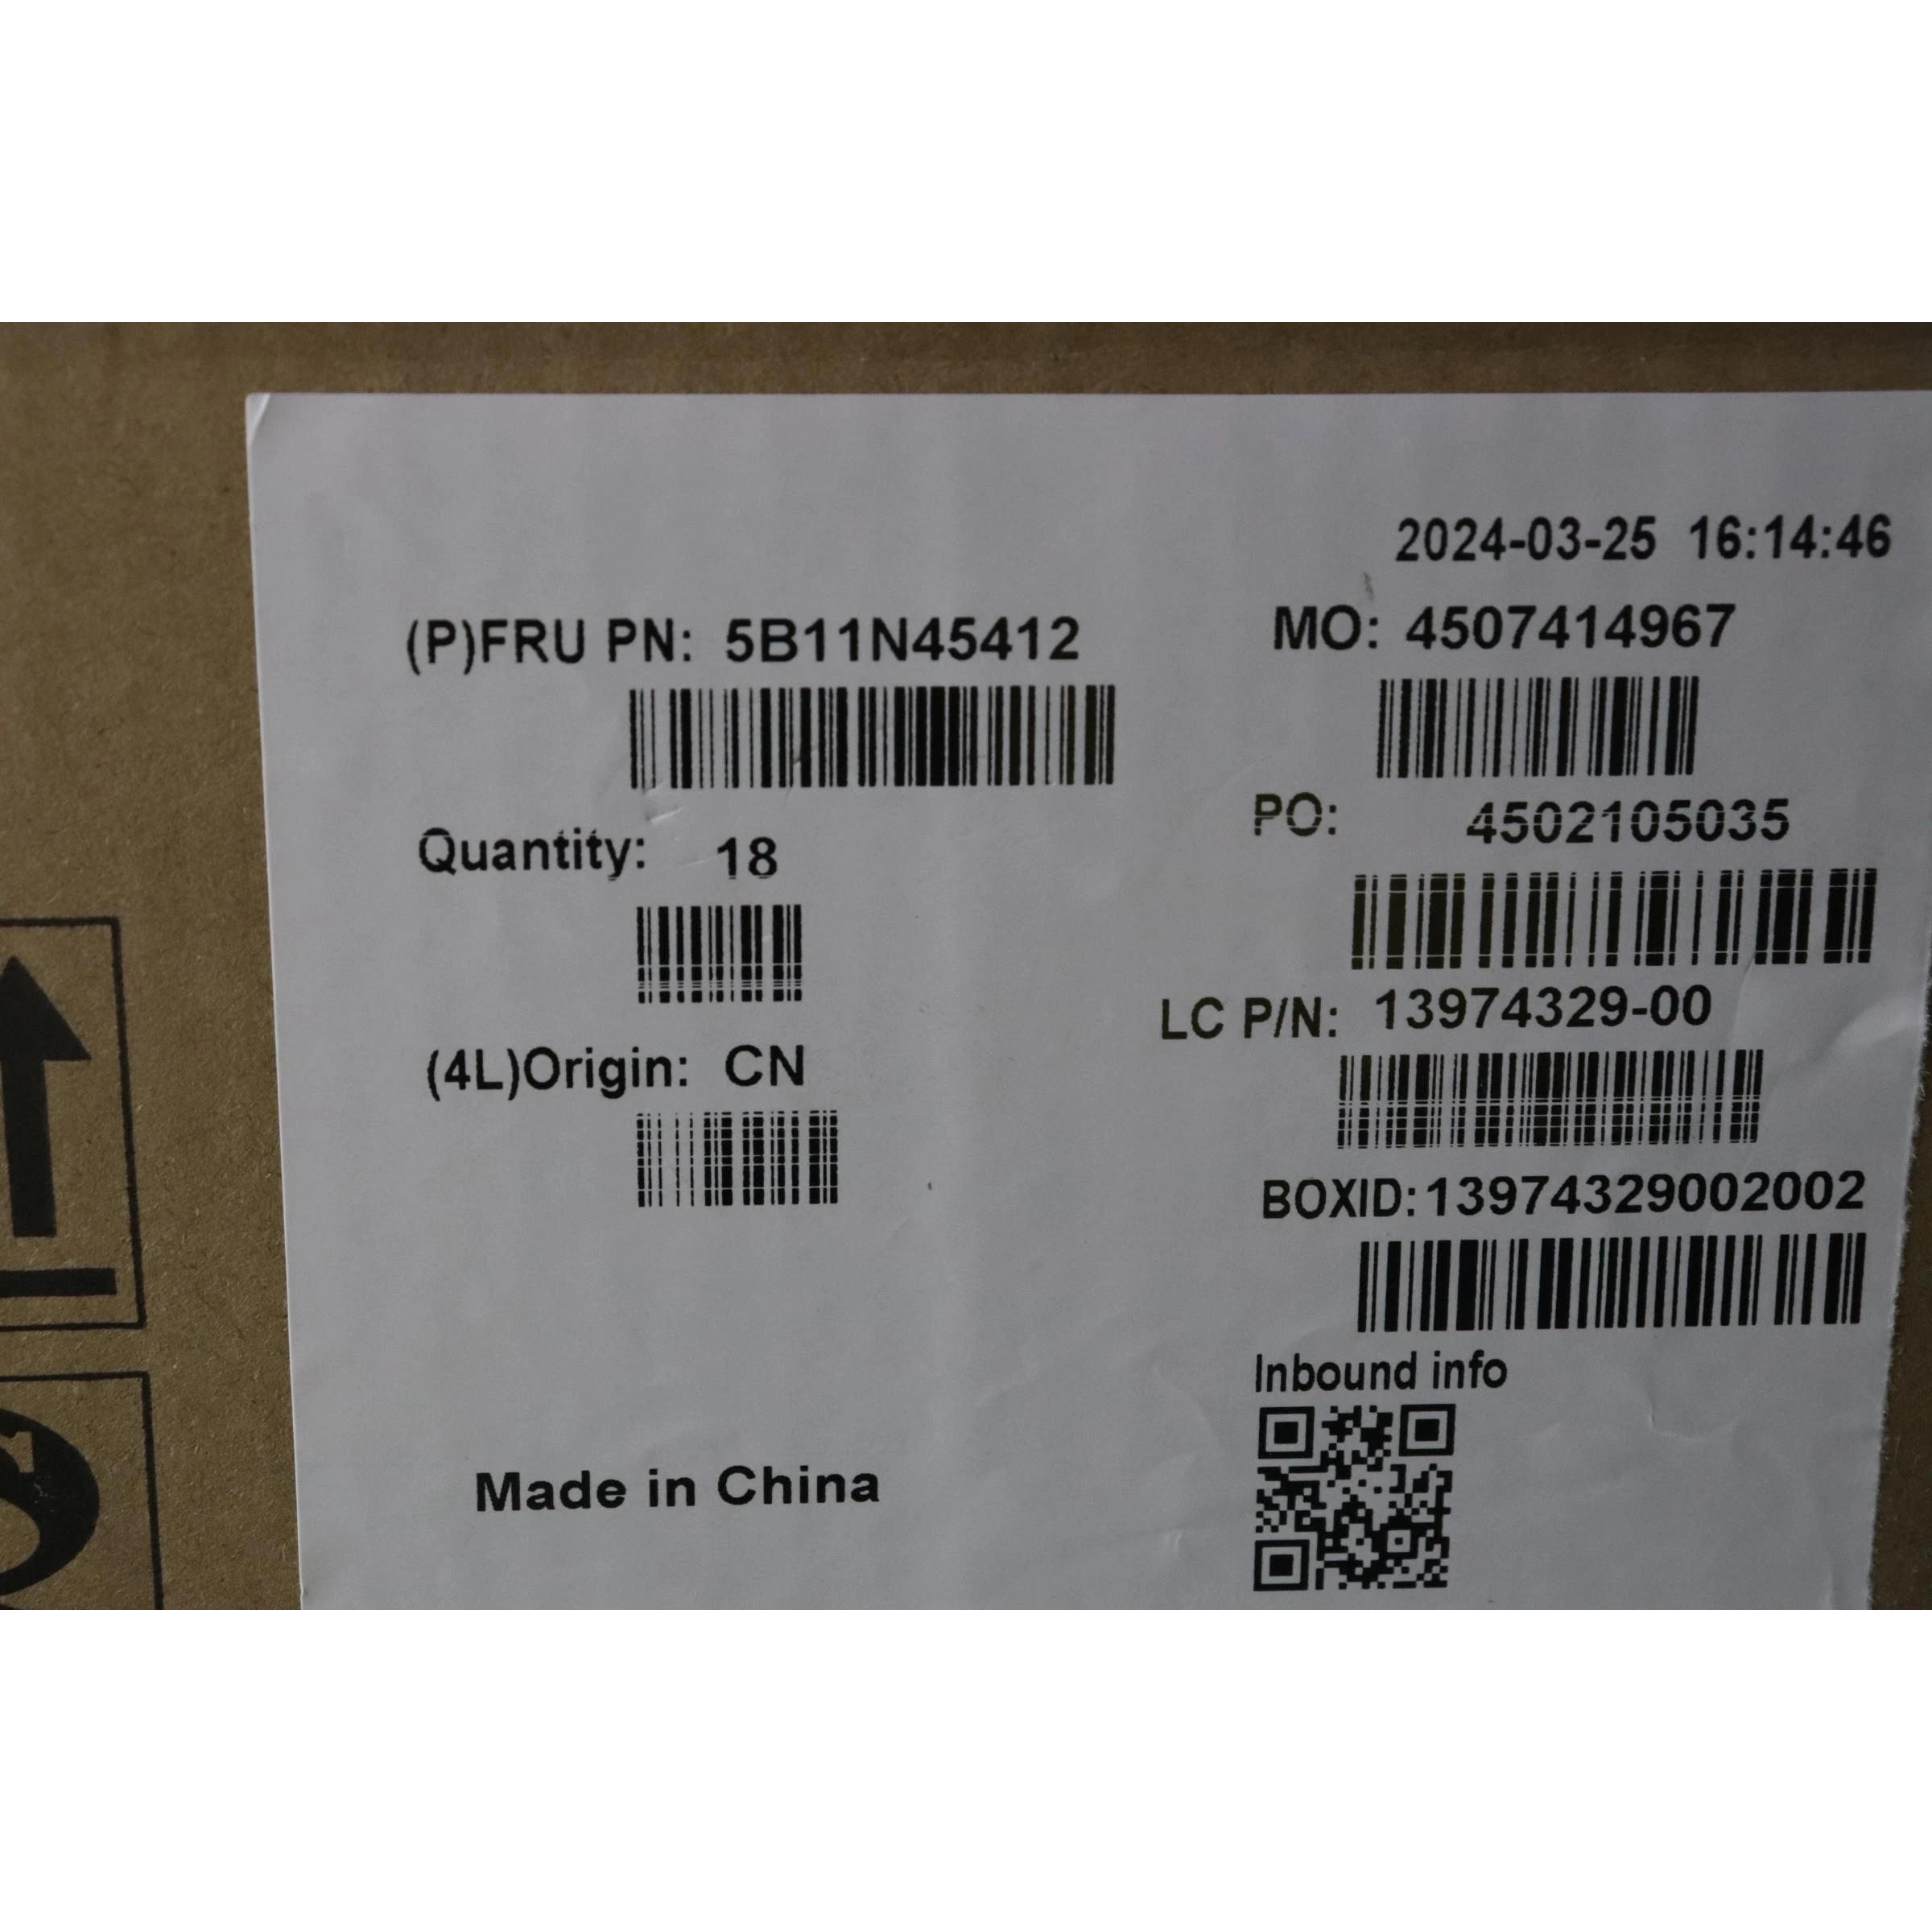 2024-03-25 16:14:46
(P)FRU PN: 5B11N45412
MO: 4507414967
Quantity: 18
PO: 4502105035
(4L)Origin: CN
LC P/N: 13974329-00
BOXID:13974329002002
Inbound info
Made in China